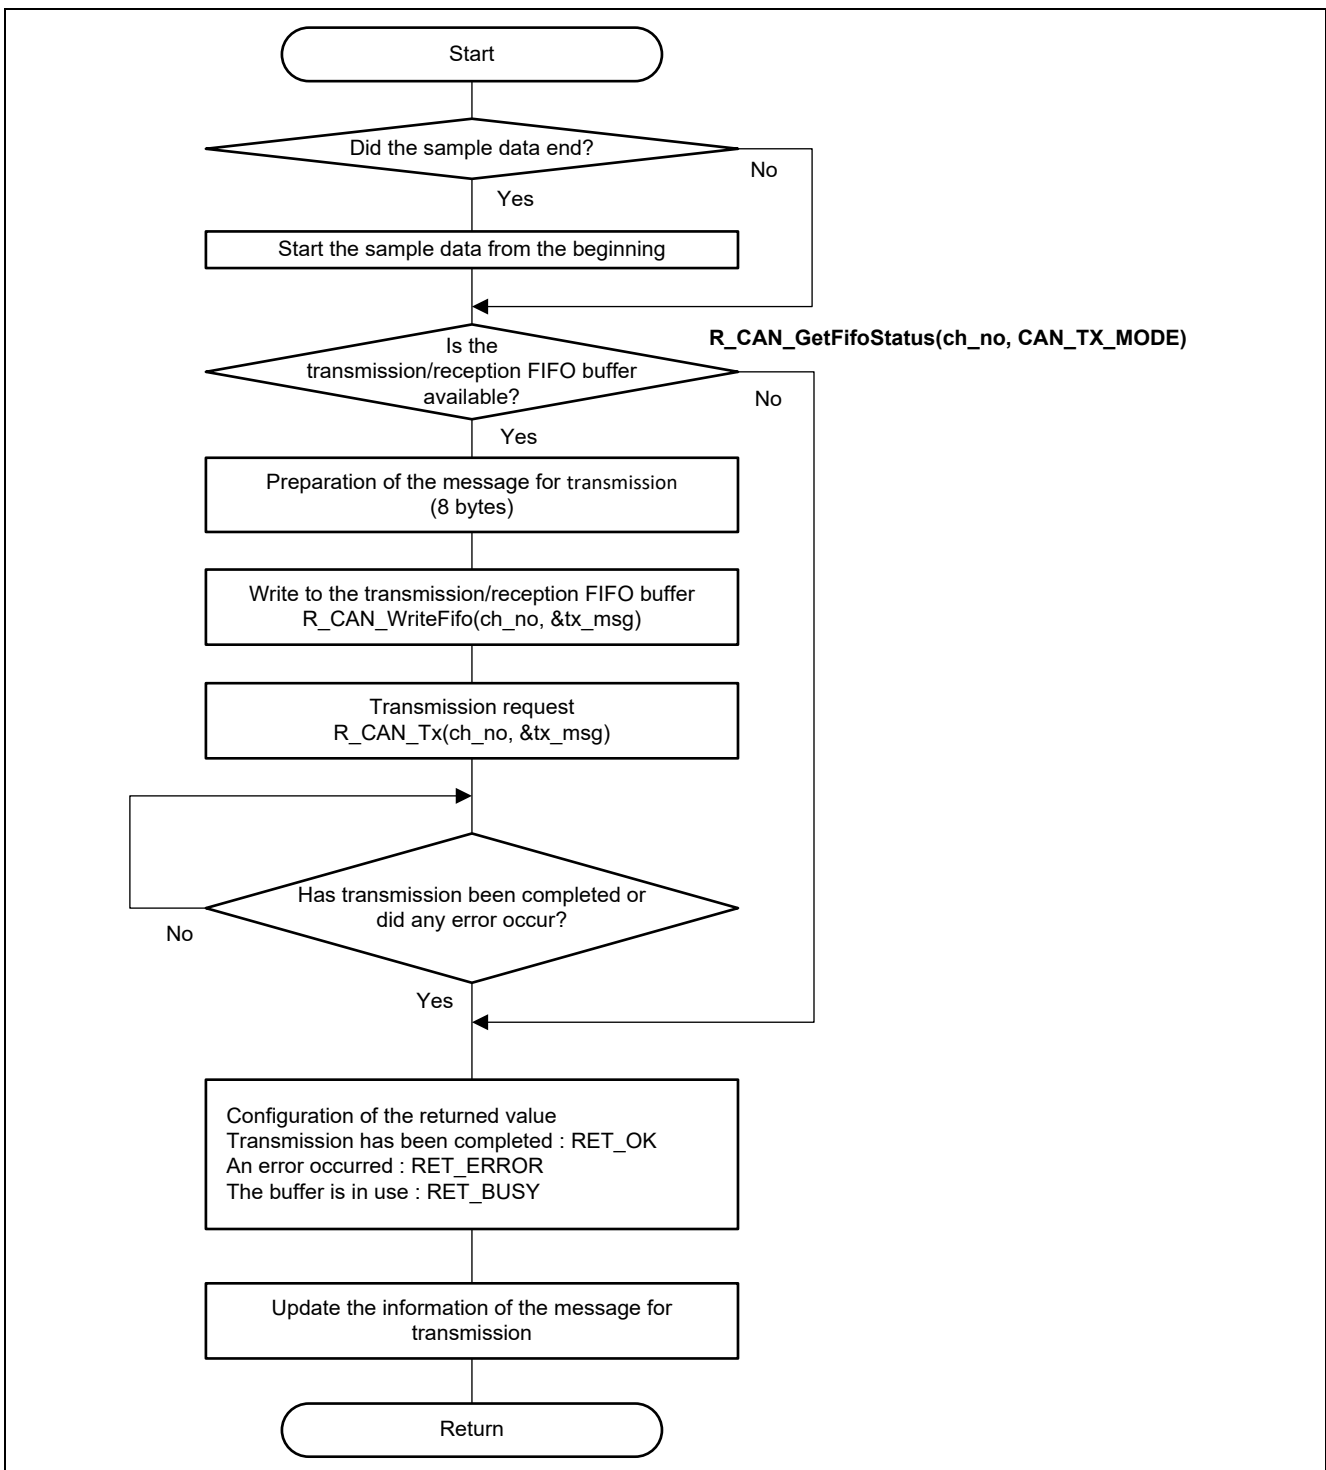 Start
Did the sample data end?
No
Yes
Start the sample data from the beginning
R_CAN_GetFifoStatus(ch_no, CAN_TX_MODE)
Is the
transmission/reception FIFO buffer
available?
No
Yes
Preparation of the message for transmission
(8 bytes)
Write to the transmission/reception FIFO buffer
R_CAN_WriteFifo(ch_no, &tx_msg)
Transmission request
R_CAN_Tx(ch_no, &tx_msg)
Has transmission been completed or
did any error occur?
No
Yes
Configuration of the returned value
Transmission has been completed : RET_OK
An error occurred : RET_ERROR
The buffer is in use : RET_BUSY
Update the information of the message for
transmission
Return